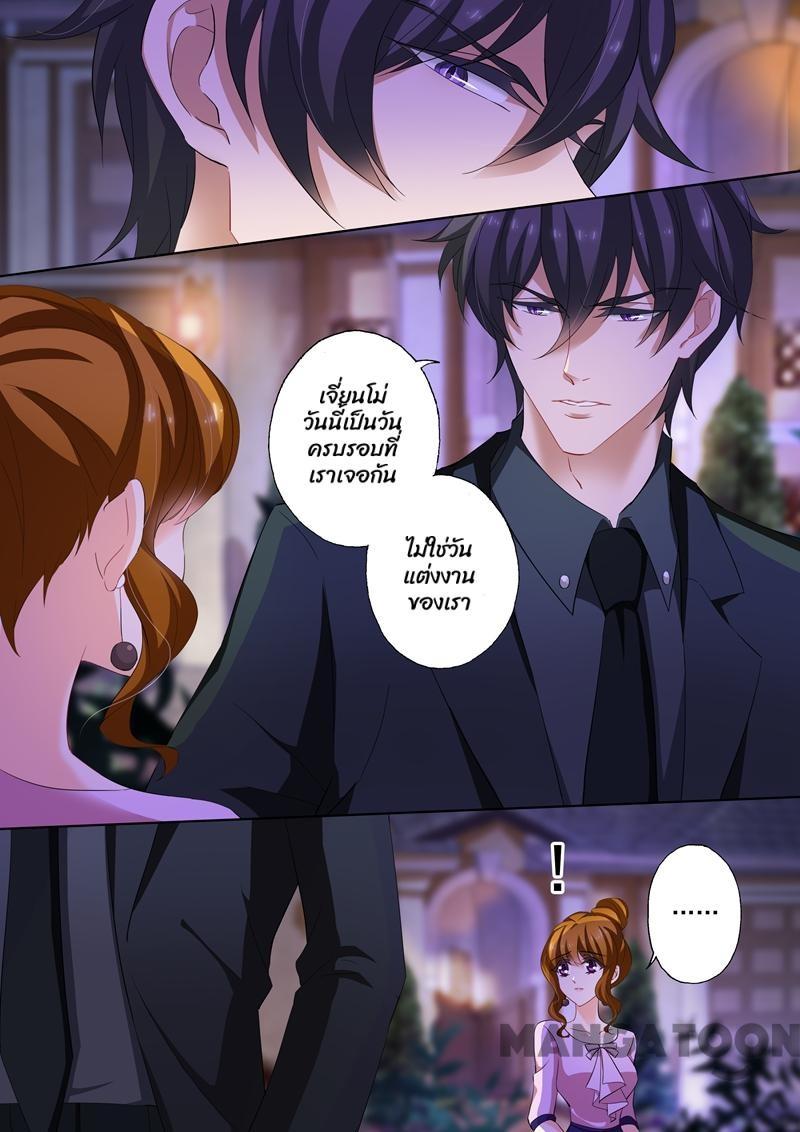 เจี่ยนโม่
วันนี้เป็นวัน
ครบรอบที่
เราเจอกัน
ไม่ใช่วัน
แต่งงาน
ของเรา
!
......
MANGATOON